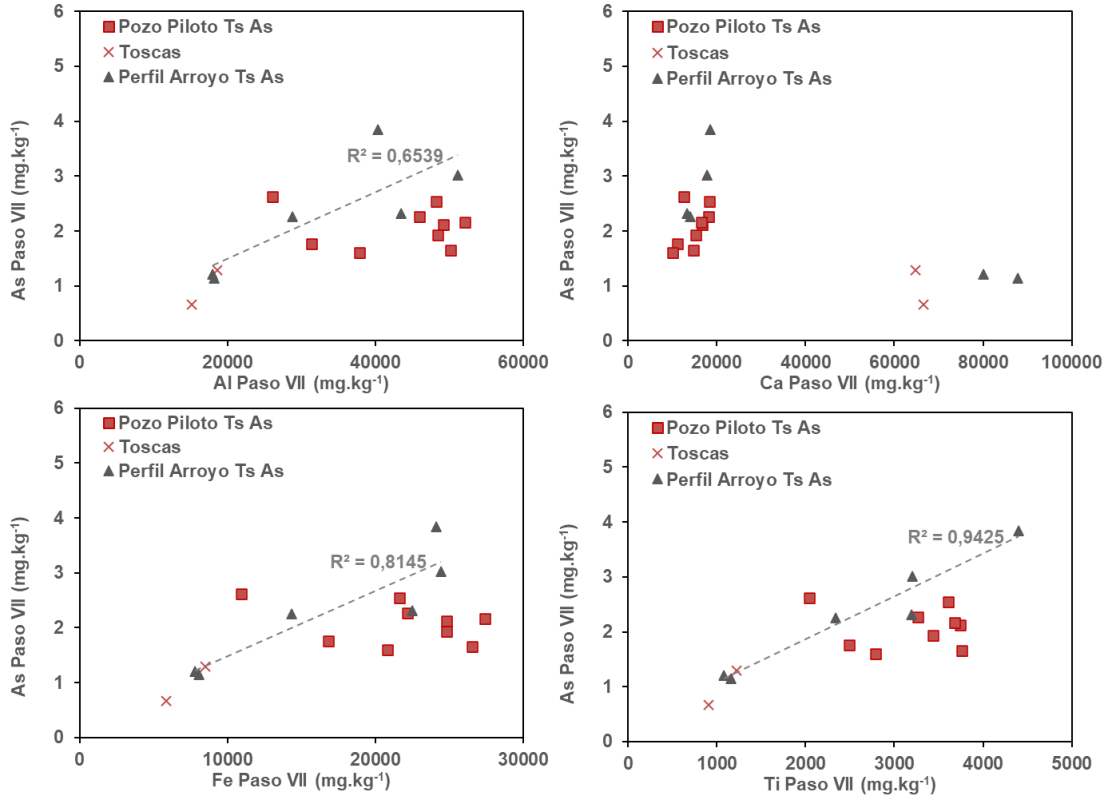 6
5
4
3
2
1
0
As Paso VII (mg.kg-1)
Pozo Piloto Ts As
Toscas
Perfil Arroyo Ts As
R² = 0,6539
0 20000 40000 60000
Al Paso VII (mg.kg-1)
6
5
4
3
2
1
0
As Paso VII (mg.kg-1)
Pozo Piloto Ts As
Toscas
Perfil Arroyo Ts As
0 20000 40000 60000 80000 100000
Ca Paso VII (mg.kg-1)
6
5
4
3
2
1
0
As Paso VII (mg.kg-1)
Pozo Piloto Ts As
Toscas
Perfil Arroyo Ts As
R² = 0,8145
0 10000 20000 30000
Fe Paso VII (mg.kg-1)
6
5
4
3
2
1
0
As Paso VII (mg.kg-1)
Pozo Piloto Ts As
Toscas
Perfil Arroyo Ts As
R² = 0,9425
0 1000 2000 3000 4000 5000
Ti Paso VII (mg.kg-1)